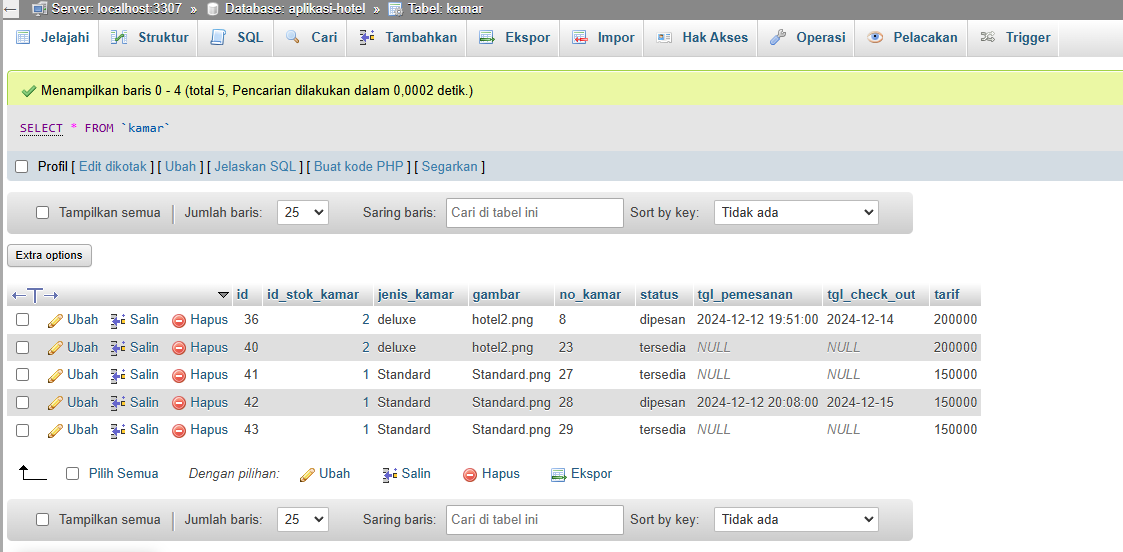 Server: localhost:3307 » Database: aplikasi-hotel » Tabel: kamar
Jelajahi Struktur SQL Cari Tambahkan Ekspor Impor Hak Akses Operasi Pelacakan Trigger
Menampilkan baris 0 - 4 (total 5, Pencarian dilakukan dalam 0,0002 detik.)
SELECT * FROM `kamar`
Profil [ Edit dikotak ] [ Ubah ] [ Jelaskan SQL ] [ Buat kode PHP ] [ Segarkan ]
Tampilkan semua Jumlah baris: 25 Saring baris: Cari di tabel ini Sort by key: Tidak ada
Extra options
id id_stok_kamar jenis_kamar gambar no_kamar status tgl_pemesanan tgl_check_out tarif
Ubah Salin Hapus 36 2 deluxe hotel2.png 8 dipesan 2024-12-12 19:51:00 2024-12-14 200000
Ubah Salin Hapus 40 2 deluxe hotel2.png 23 tersedia NULL NULL 200000
Ubah Salin Hapus 41 1 Standard Standard.png 27 tersedia NULL NULL 150000
Ubah Salin Hapus 42 1 Standard Standard.png 28 dipesan 2024-12-12 20:08:00 2024-12-15 150000
Ubah Salin Hapus 43 1 Standard Standard.png 29 tersedia NULL NULL 150000
Pilih Semua Dengan pilihan: Ubah Salin Hapus Ekspor
Tampilkan semua Jumlah baris: 25 Saring baris: Cari di tabel ini Sort by key: Tidak ada